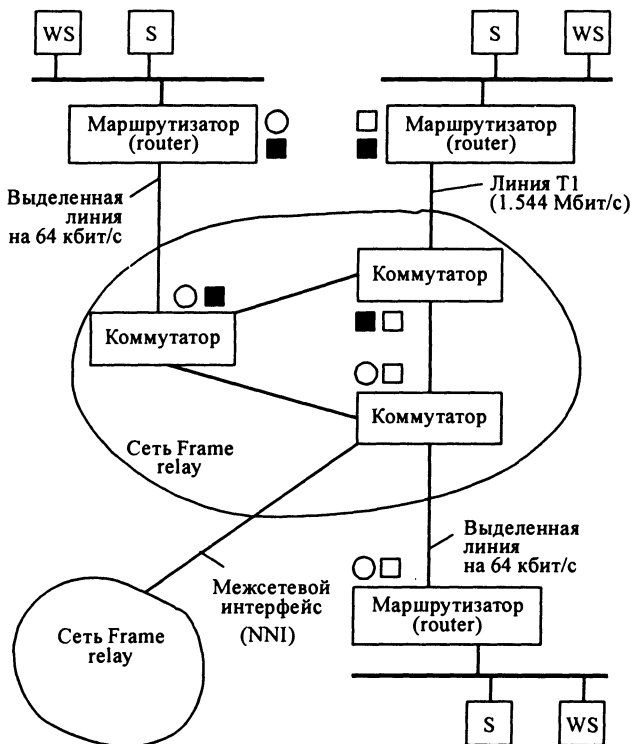 WS
S
S
WS
Маршрутизатор
(router)
Маршрутизатор
(router)
Выделенная
линия
на 64 кбит/с
Линия T1
(1.544 Мбит/с)
Коммутатор
Коммутатор
Коммутатор
Сеть Frame
relay
Выделенная
линия
на 64 кбит/с
Межсетевой
интерфейс
(NNI)
Маршрутизатор
(router)
Сеть Frame
relay
S
WS